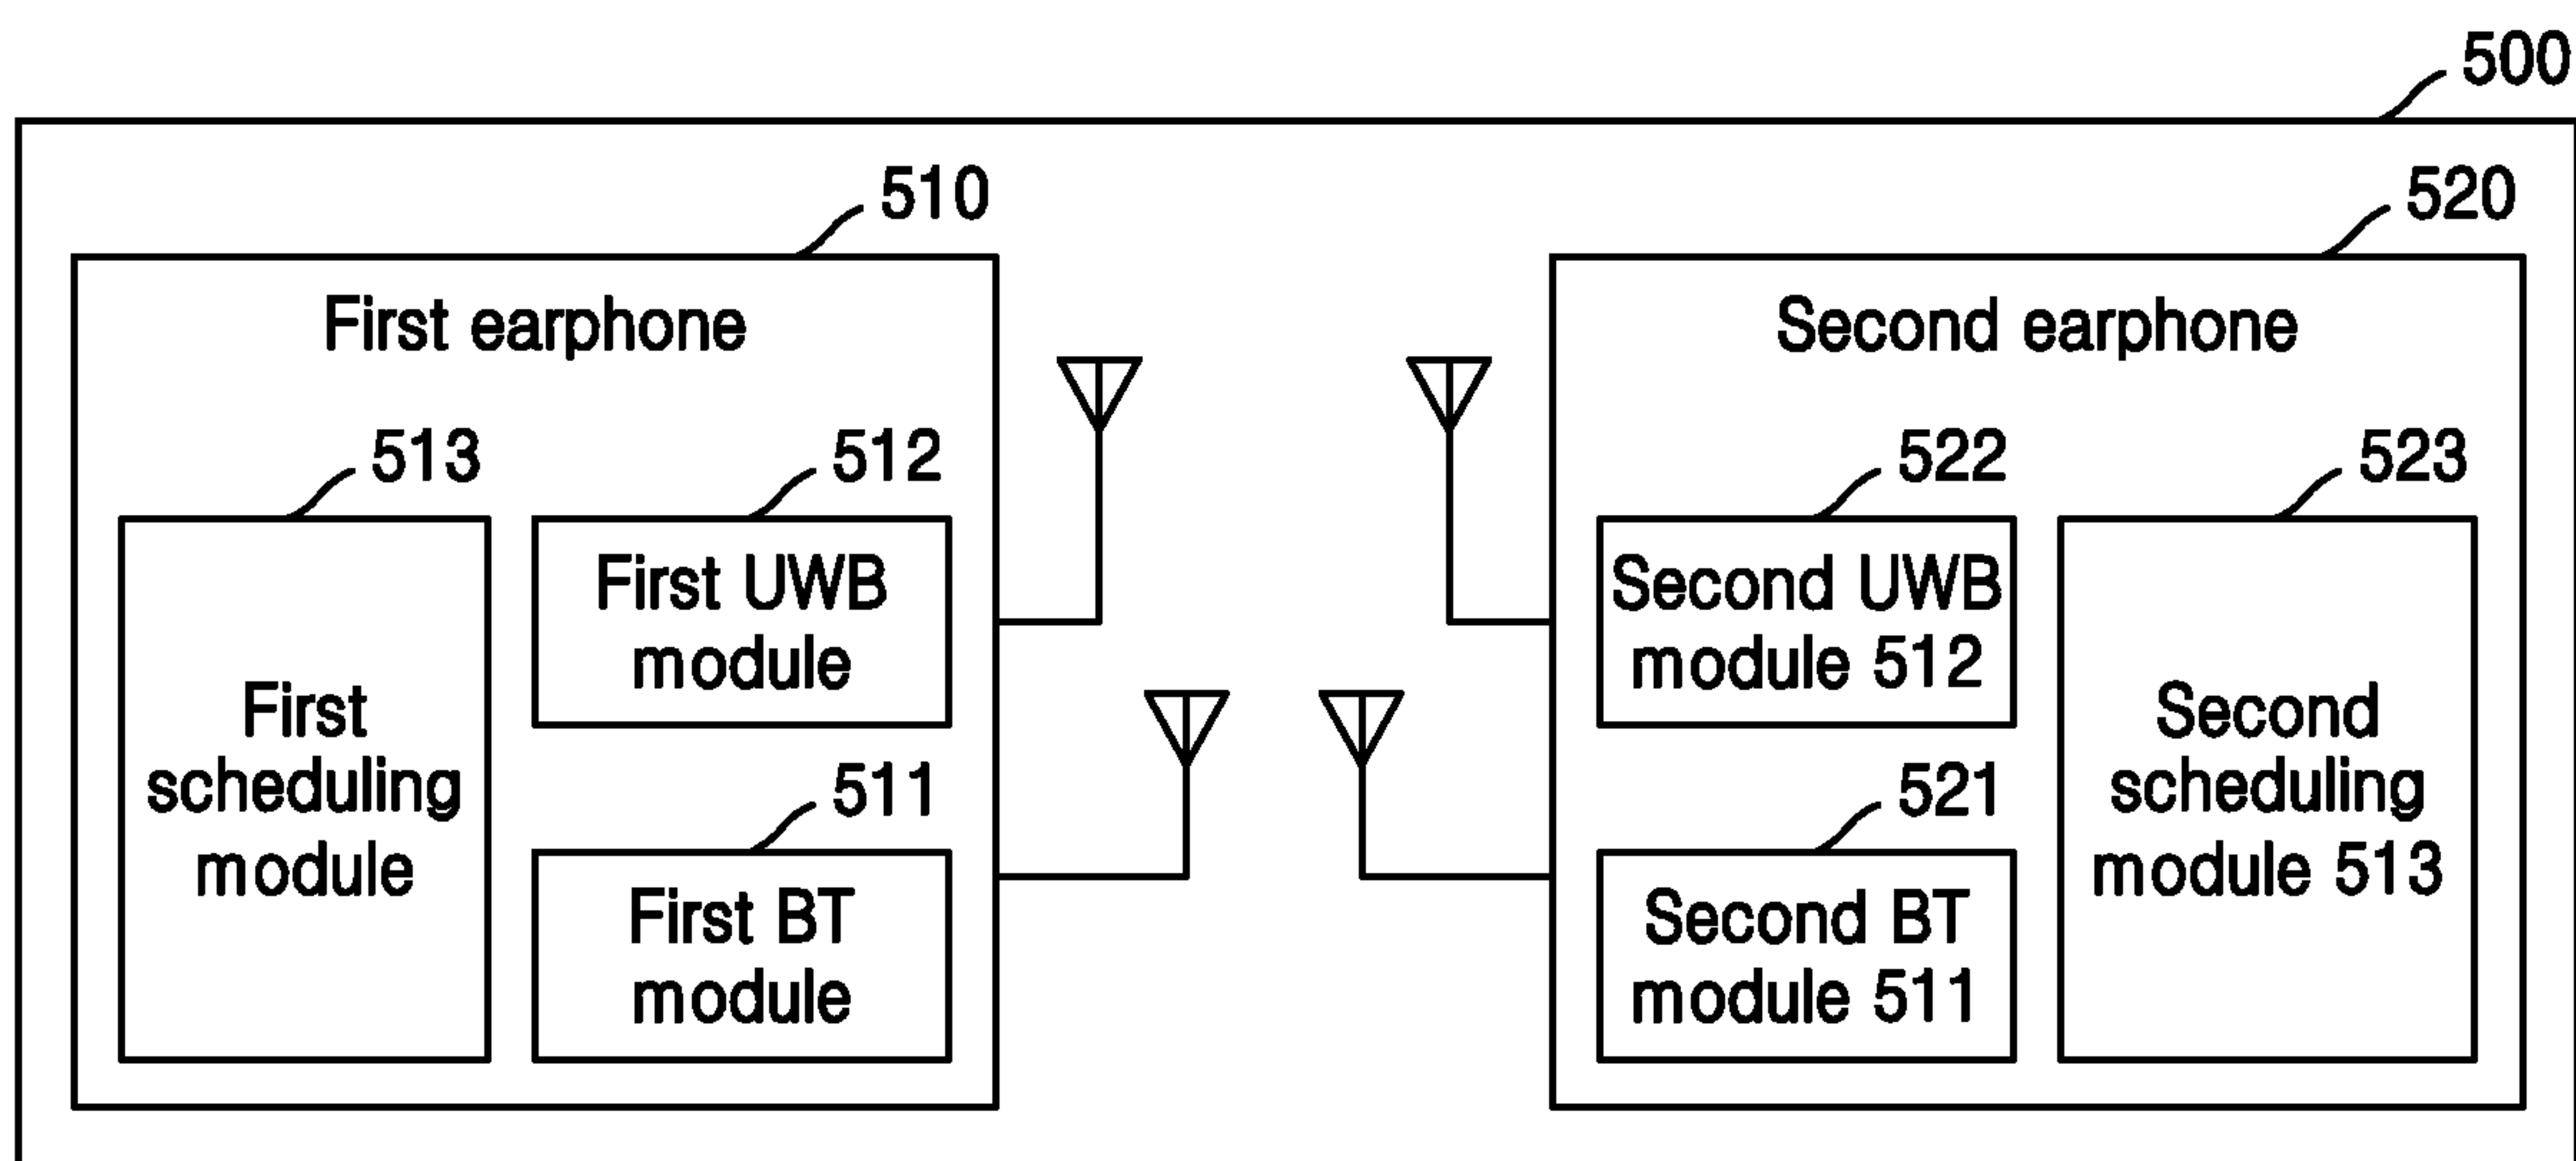 500
510
520
First earphone
Second earphone
513
512
522
523
First UWB
module
Second UWB
module 512
First
scheduling
module
Second
scheduling
module 513
511
521
First BT
module
Second BT
module 511